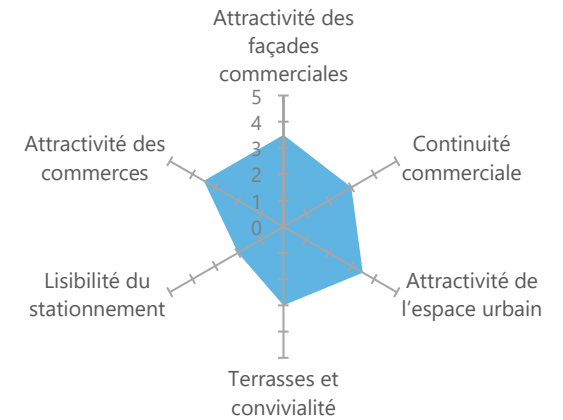 Attractivité des
façades
commerciales
5
4
3
2
1
0
Continuité
commerciale
Attractivité de
l'espace urbain
Terrasses et
convivialité
Lisibilité du
stationnement
Attractivité des
commerces